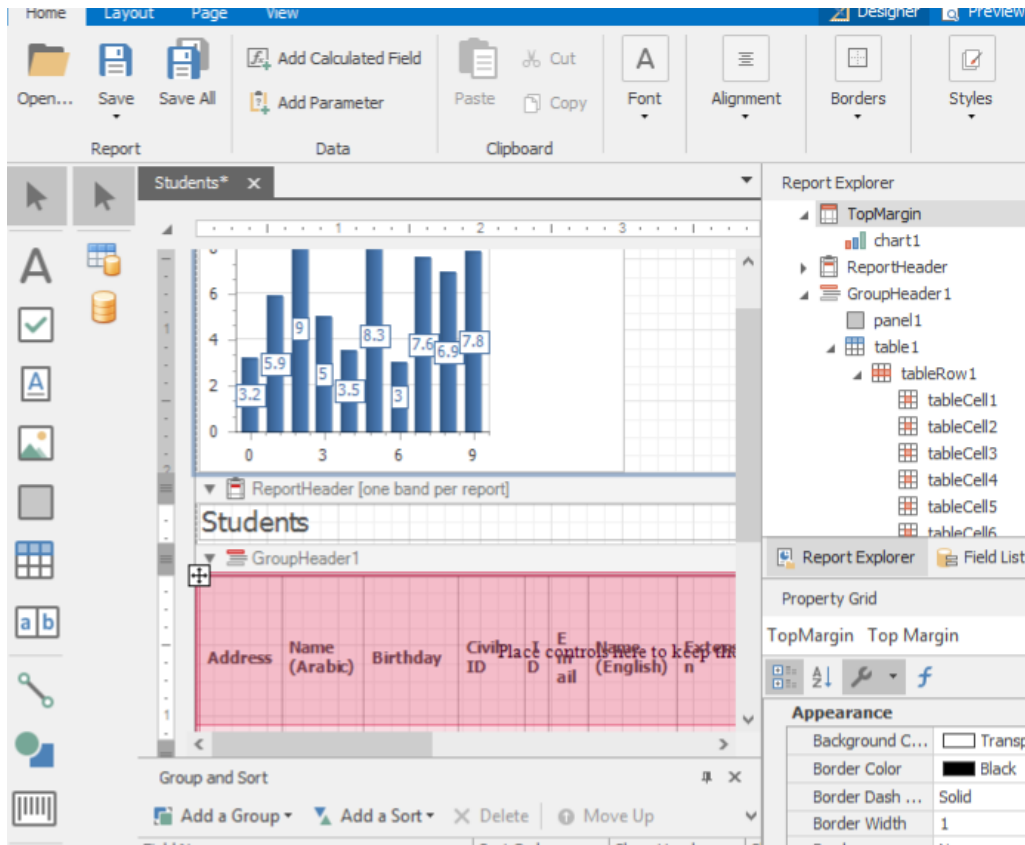 Home Layout Page View Designer Preview
Add Calculated Field Cut
Open... Save Save All Add Parameter Paste Copy Font Alignment Borders Styles
Report Data Clipboard
Students* Report Explorer
1 2 3
TopMargin
chart1
ReportHeader
GroupHeader1
panel1
table1
tableRow1
tableCell1
tableCell2
tableCell3
tableCell4
tableCell5
tableCell6
Report Explorer Field List
6
4
2
0
3.2 5.9 9 5 3.5 8.3 3 7.6 6.9 7.8
0 3 6 9
ReportHeader [one band per report]
Students
GroupHeader1
Address Name (Arabic) Birthday Civil ID ID Email Name (English)
Place controls here to keep
Property Grid
TopMargin Top Margin
Appearance
Background C... Transp
Border Color Black
Border Dash ... Solid
Border Width 1
Group and Sort
Add a Group Add a Sort Delete Move Up